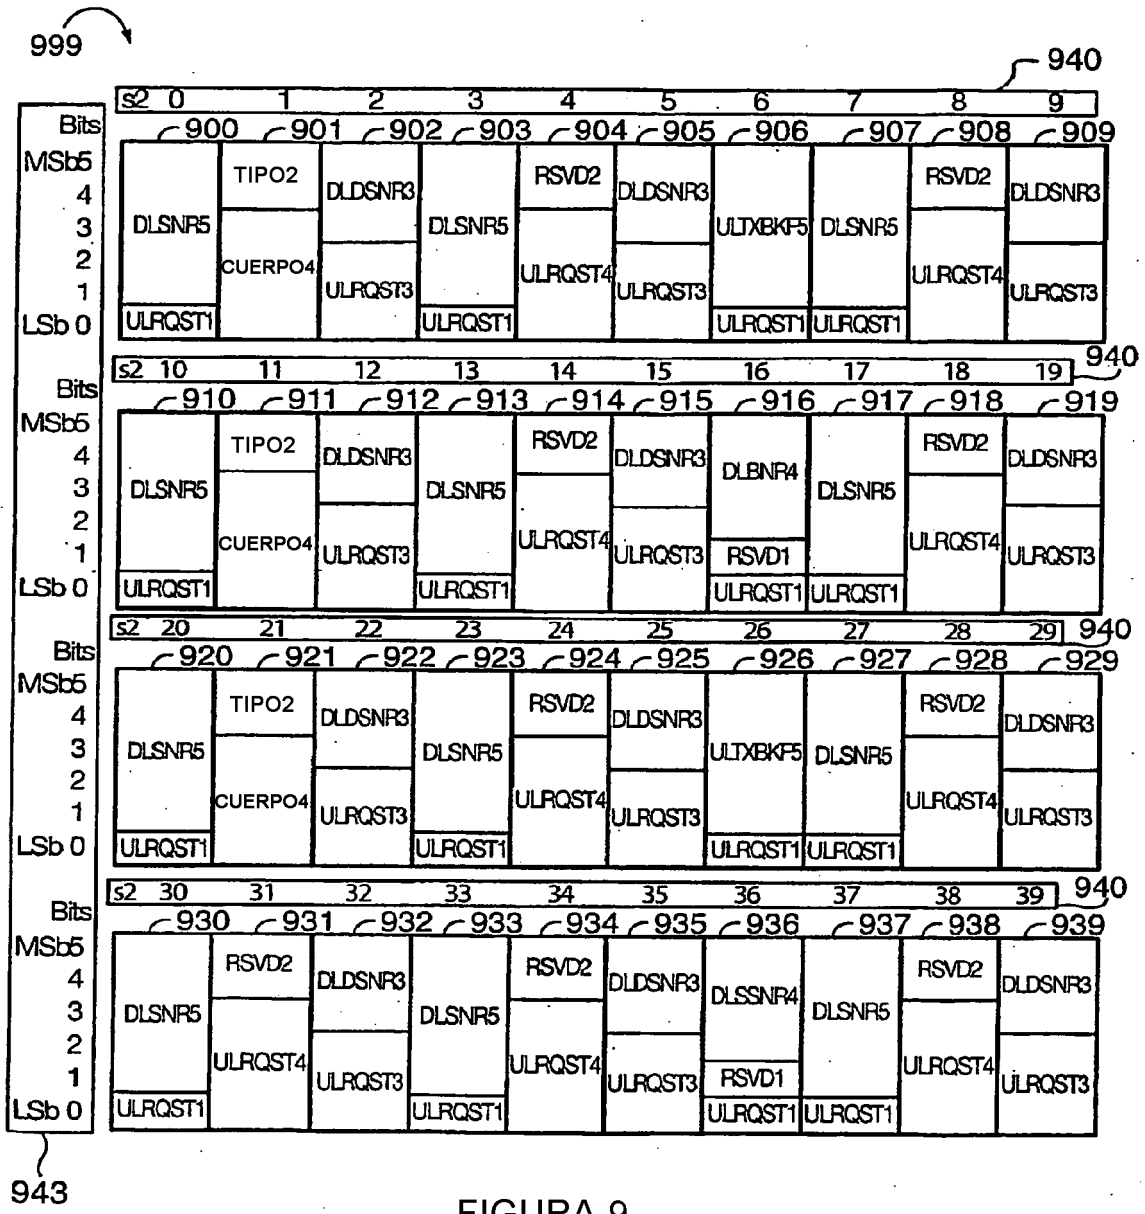 999
940
s2 0 1 2 3 4 5 6 7 8 9
Bits 900 901 902 903 904 905 906 907 908 909
MSb5 TIPO2 RSVD2 RSVD2
4 DLDSNR3 DLDSNR3 DLDSNR3
3 DLSNR5 DLSNR5 ULTXBKF5 DLSNR5
2 CUERPO4 ULRQST4 ULRQST4
1 ULRQST3 ULRQST3 ULRQST3
LSb 0 ULRQST1 ULRQST1 ULRQST1 ULRQST1
s2 10 11 12 13 14 15 16 17 18 19 940
Bits 910 911 912 913 914 915 916 917 918 919
MSb5 TIPO2 RSVD2 RSVD2
4 DLDSNR3 DLDSNR3 DLBNR4 DLDSNR3
3 DLSNR5 DLSNR5 DLSNR5
2 CUERPO4 ULRQST3 ULRQST4 ULRQST3 ULRQST4 ULRQST3
1 RSVD1
LSb 0 ULRQST1 ULRQST1 ULRQST1 ULRQST1
s2 20 21 22 23 24 25 26 27 28 29 940
Bits 920 921 922 923 924 925 926 927 928 929
MSb5 TIPO2 RSVD2 RSVD2
4 DLDSNR3 DLDSNR3 DLDSNR3
3 DLSNR5 DLSNR5 ULTXBKF5 DLSNR5
2 CUERPO4 ULRQST4 ULRQST4
1 ULRQST3 ULRQST3 ULRQST3
LSb 0 ULRQST1 ULRQST1 ULRQST1 ULRQST1
s2 30 31 32 33 34 35 36 37 38 39 940
Bits 930 931 932 933 934 935 936 937 938 939
MSb5 RSVD2 RSVD2 RSVD2
4 DLDSNR3 DLDSNR3 DLSSNR4 DLDSNR3
3 DLSNR5 DLSNR5 DLSNR5
2 ULRQST4 ULRQST4 ULRQST4
1 ULRQST3 ULRQST3 RSVD1 ULRQST3
LSb 0 ULRQST1 ULRQST1 ULRQST1 ULRQST1
943
FIGURA 9